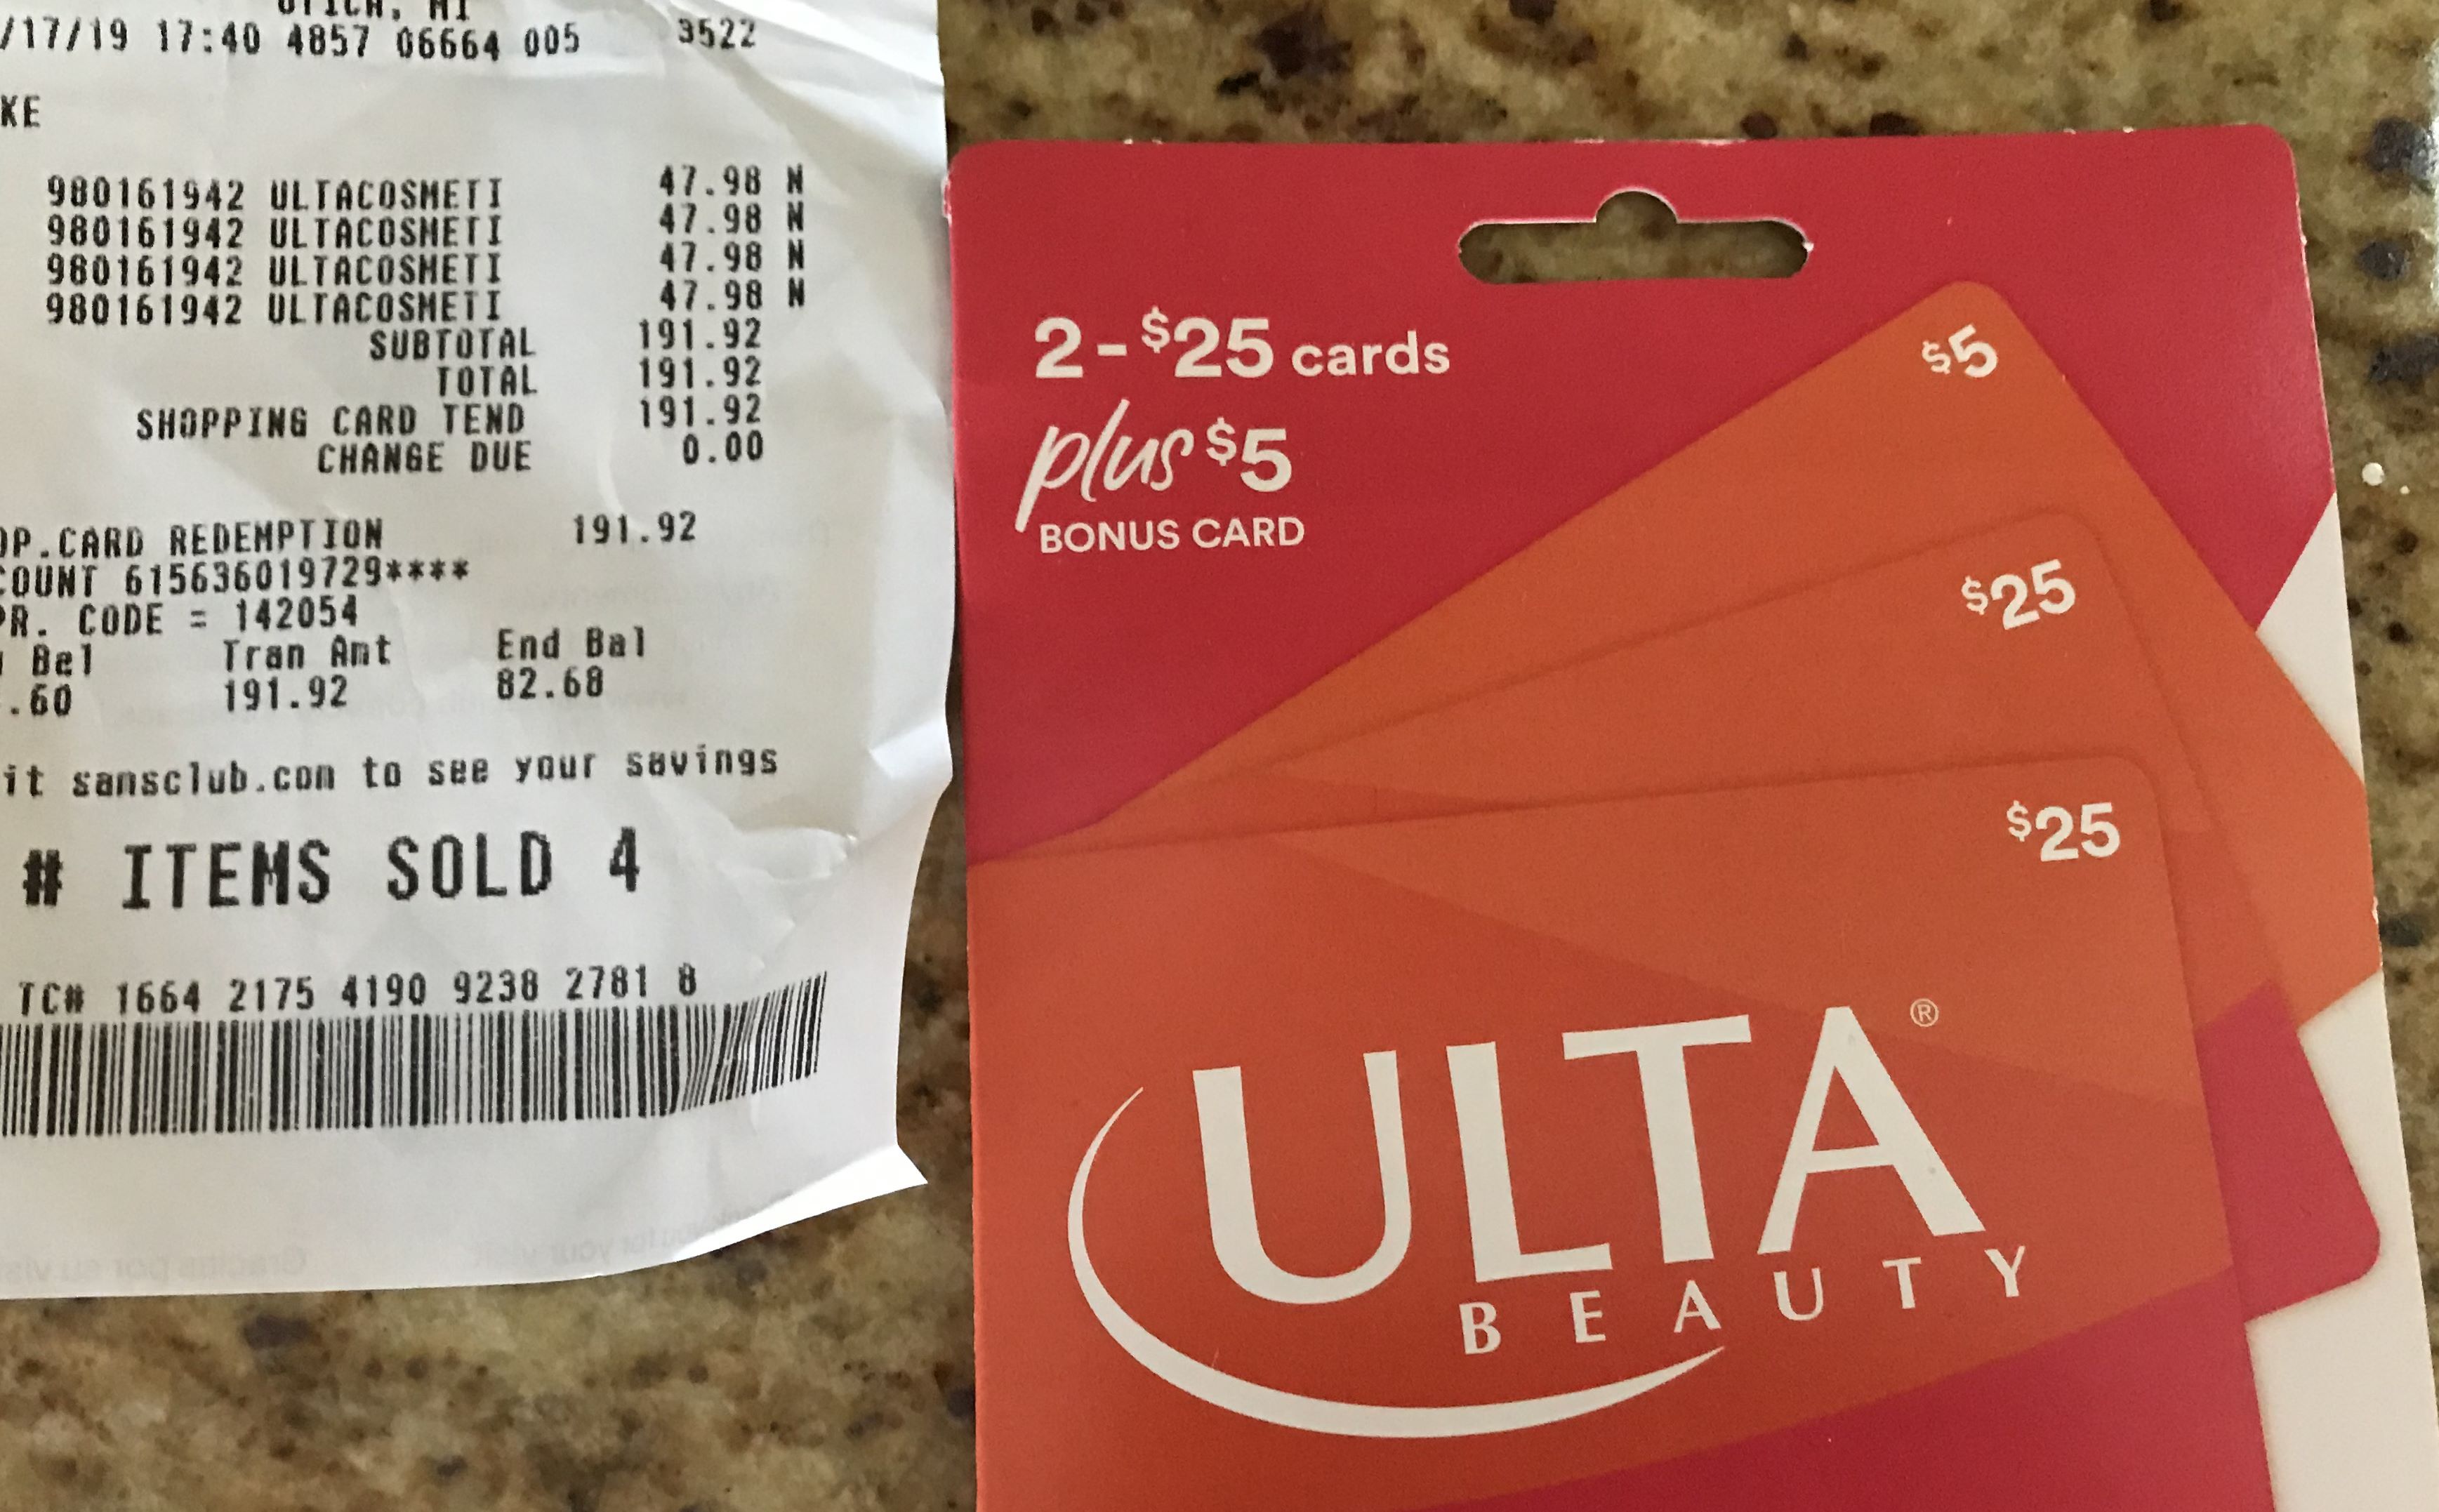 UTICA, MI
/17/19 17:40 4857 06664 005 3522
KE
980161942 ULTACOSMETI 47.98 N
980161942 ULTACOSMETI 47.98 N
980161942 ULTACOSMETI 47.98 N
980161942 ULTACOSMETI 47.98 N
SUBTOTAL 191.92
TOTAL 191.92
SHOPPING CARD TEND 191.92
CHANGE DUE 0.00
OP.CARD REDEMPTION 191.92
COUNT 615636019729****
PR. CODE = 142054
Bel Tran Amt End Bal
.60 191.92 82.68
it samsclub.com to see your savings
# ITEMS SOLD 4
TC# 1664 2175 4190 9238 2781 8
2-$25 cards
plus $5
BONUS CARD
$5
$25
$25
ULTA®
BEAUTY